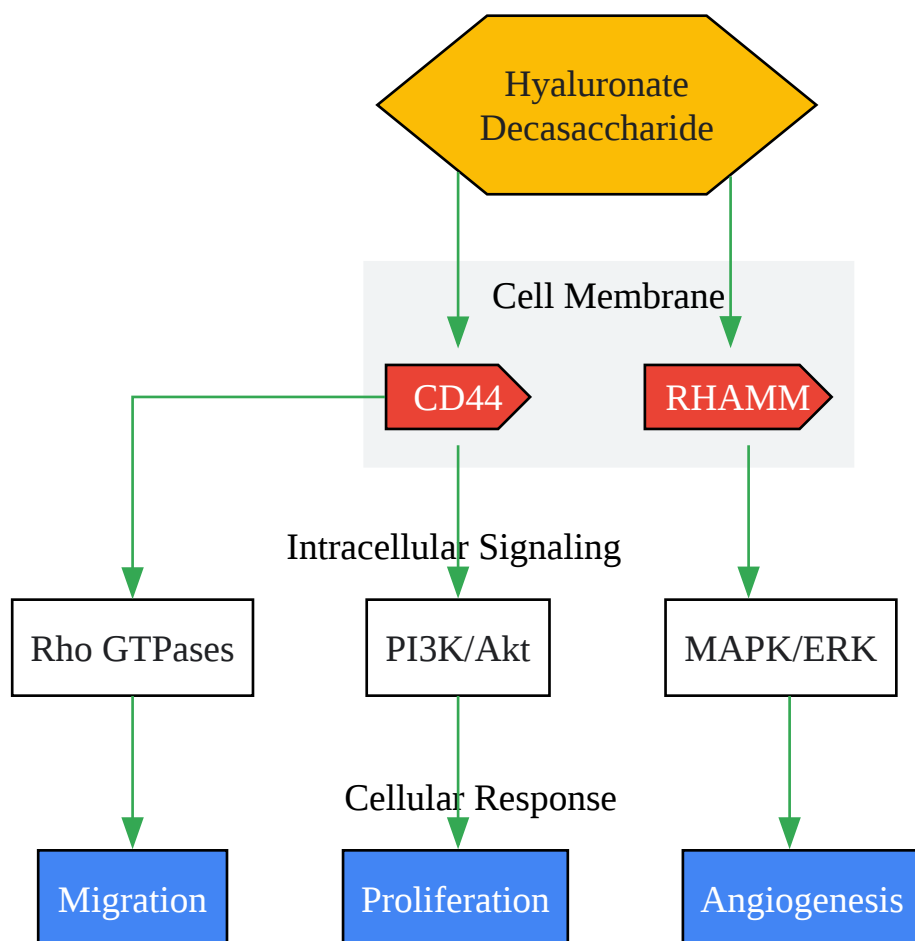 Hyaluronate
Decasaccharide
Cell Membrane
CD44
RHAMM
Intracellular Signaling
Rho GTPases
PI3K/Akt
MAPK/ERK
Cellular Response
Migration
Proliferation
Angiogenesis